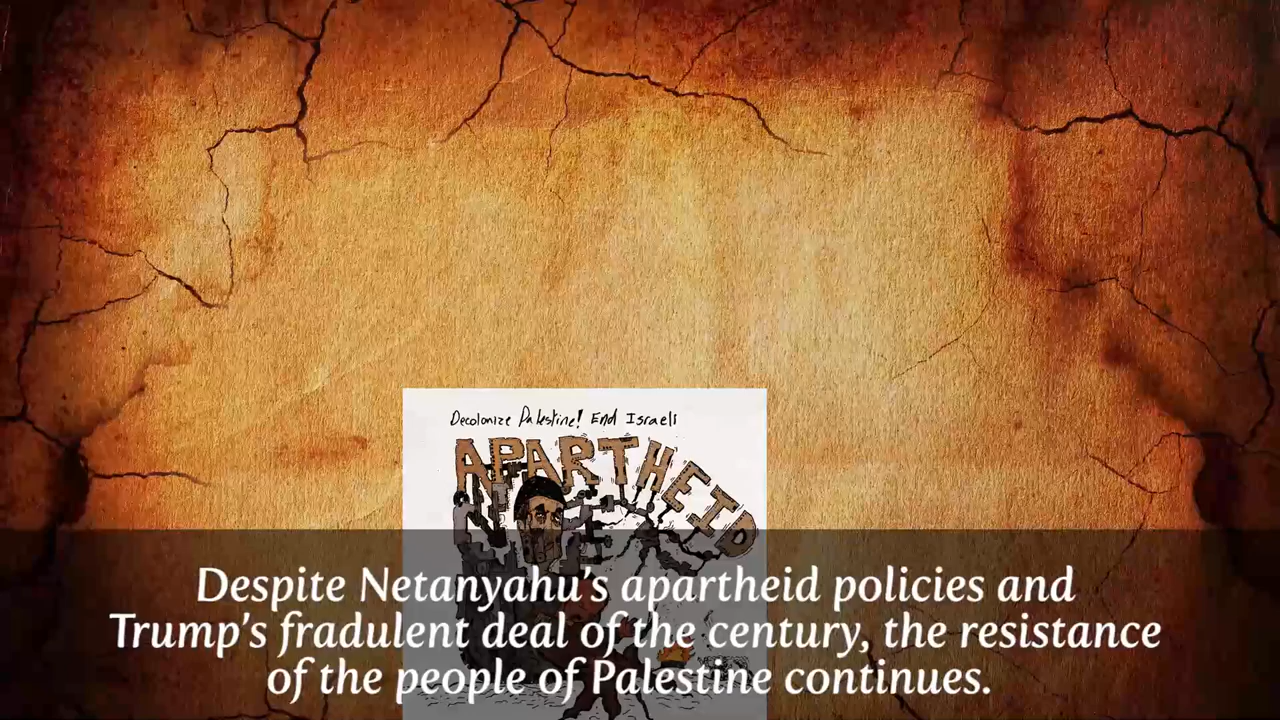 Decolonize Palestine! End Israels
APARTHEID
Despite Netanyahu's apartheid policies and
Trump's fradulent deal of the century, the resistance
of the people of Palestine continues.